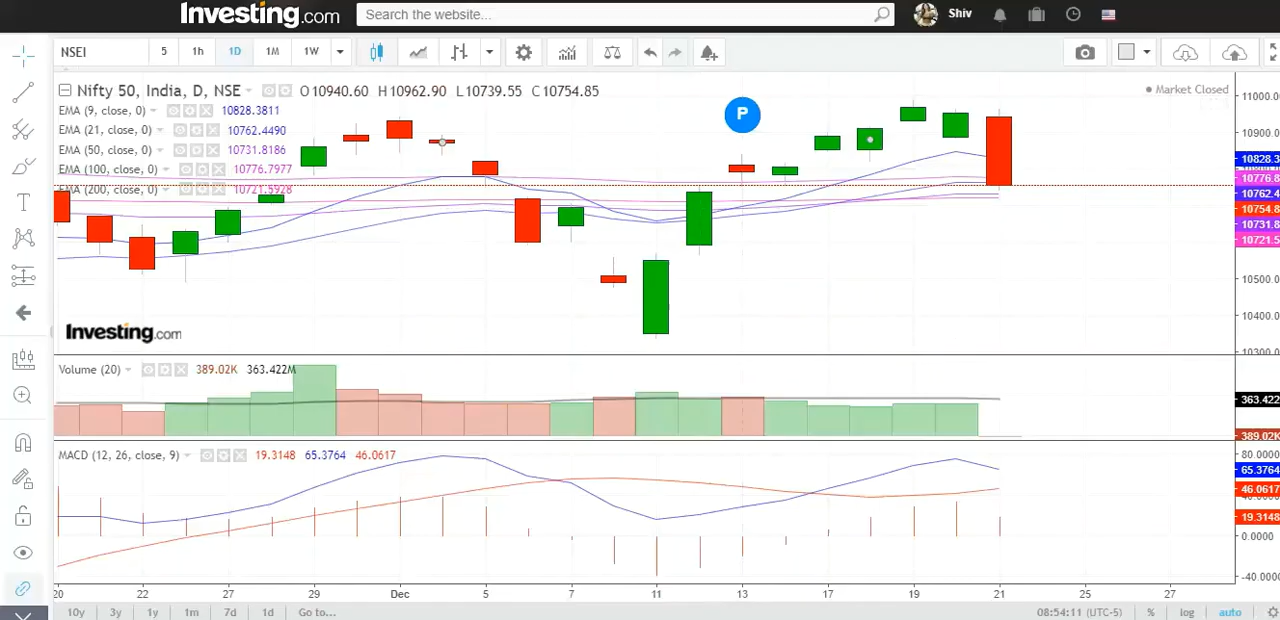 Investing.com Search the website... Shiv
NSEI 5 1h 1D 1M 1W
Nifty 50, India, D, NSE O10940.60 H10962.90 L10739.55 C10754.85 Market Closed
EMA (9, close, 0) 10828.3811
EMA (21, close, 0) 10762.4490
EMA (50, close, 0) 10731.8186
EMA (100, close, 0) 10776.7977
EMA (200, close, 0) 10721.5928
P
11000.0
10900.0
10828.3
10776.8
10762.4
10754.8
10731.8
10721.5
10500.0
10400.0
10300.0
Investing.com
Volume (20) 389.02K 363.422M
363.422
389.02K
MACD (12, 26, close, 9) 19.3148 65.3764 46.0617
80.0000
65.3764
46.0617
19.3148
0.0000
-40.0000
20 22 27 29 Dec 5 7 11 13 15 19 21 25 27
10y 3y 1y 1m 7d 1d Go to... 08:54:11 (UTC-5) % log auto